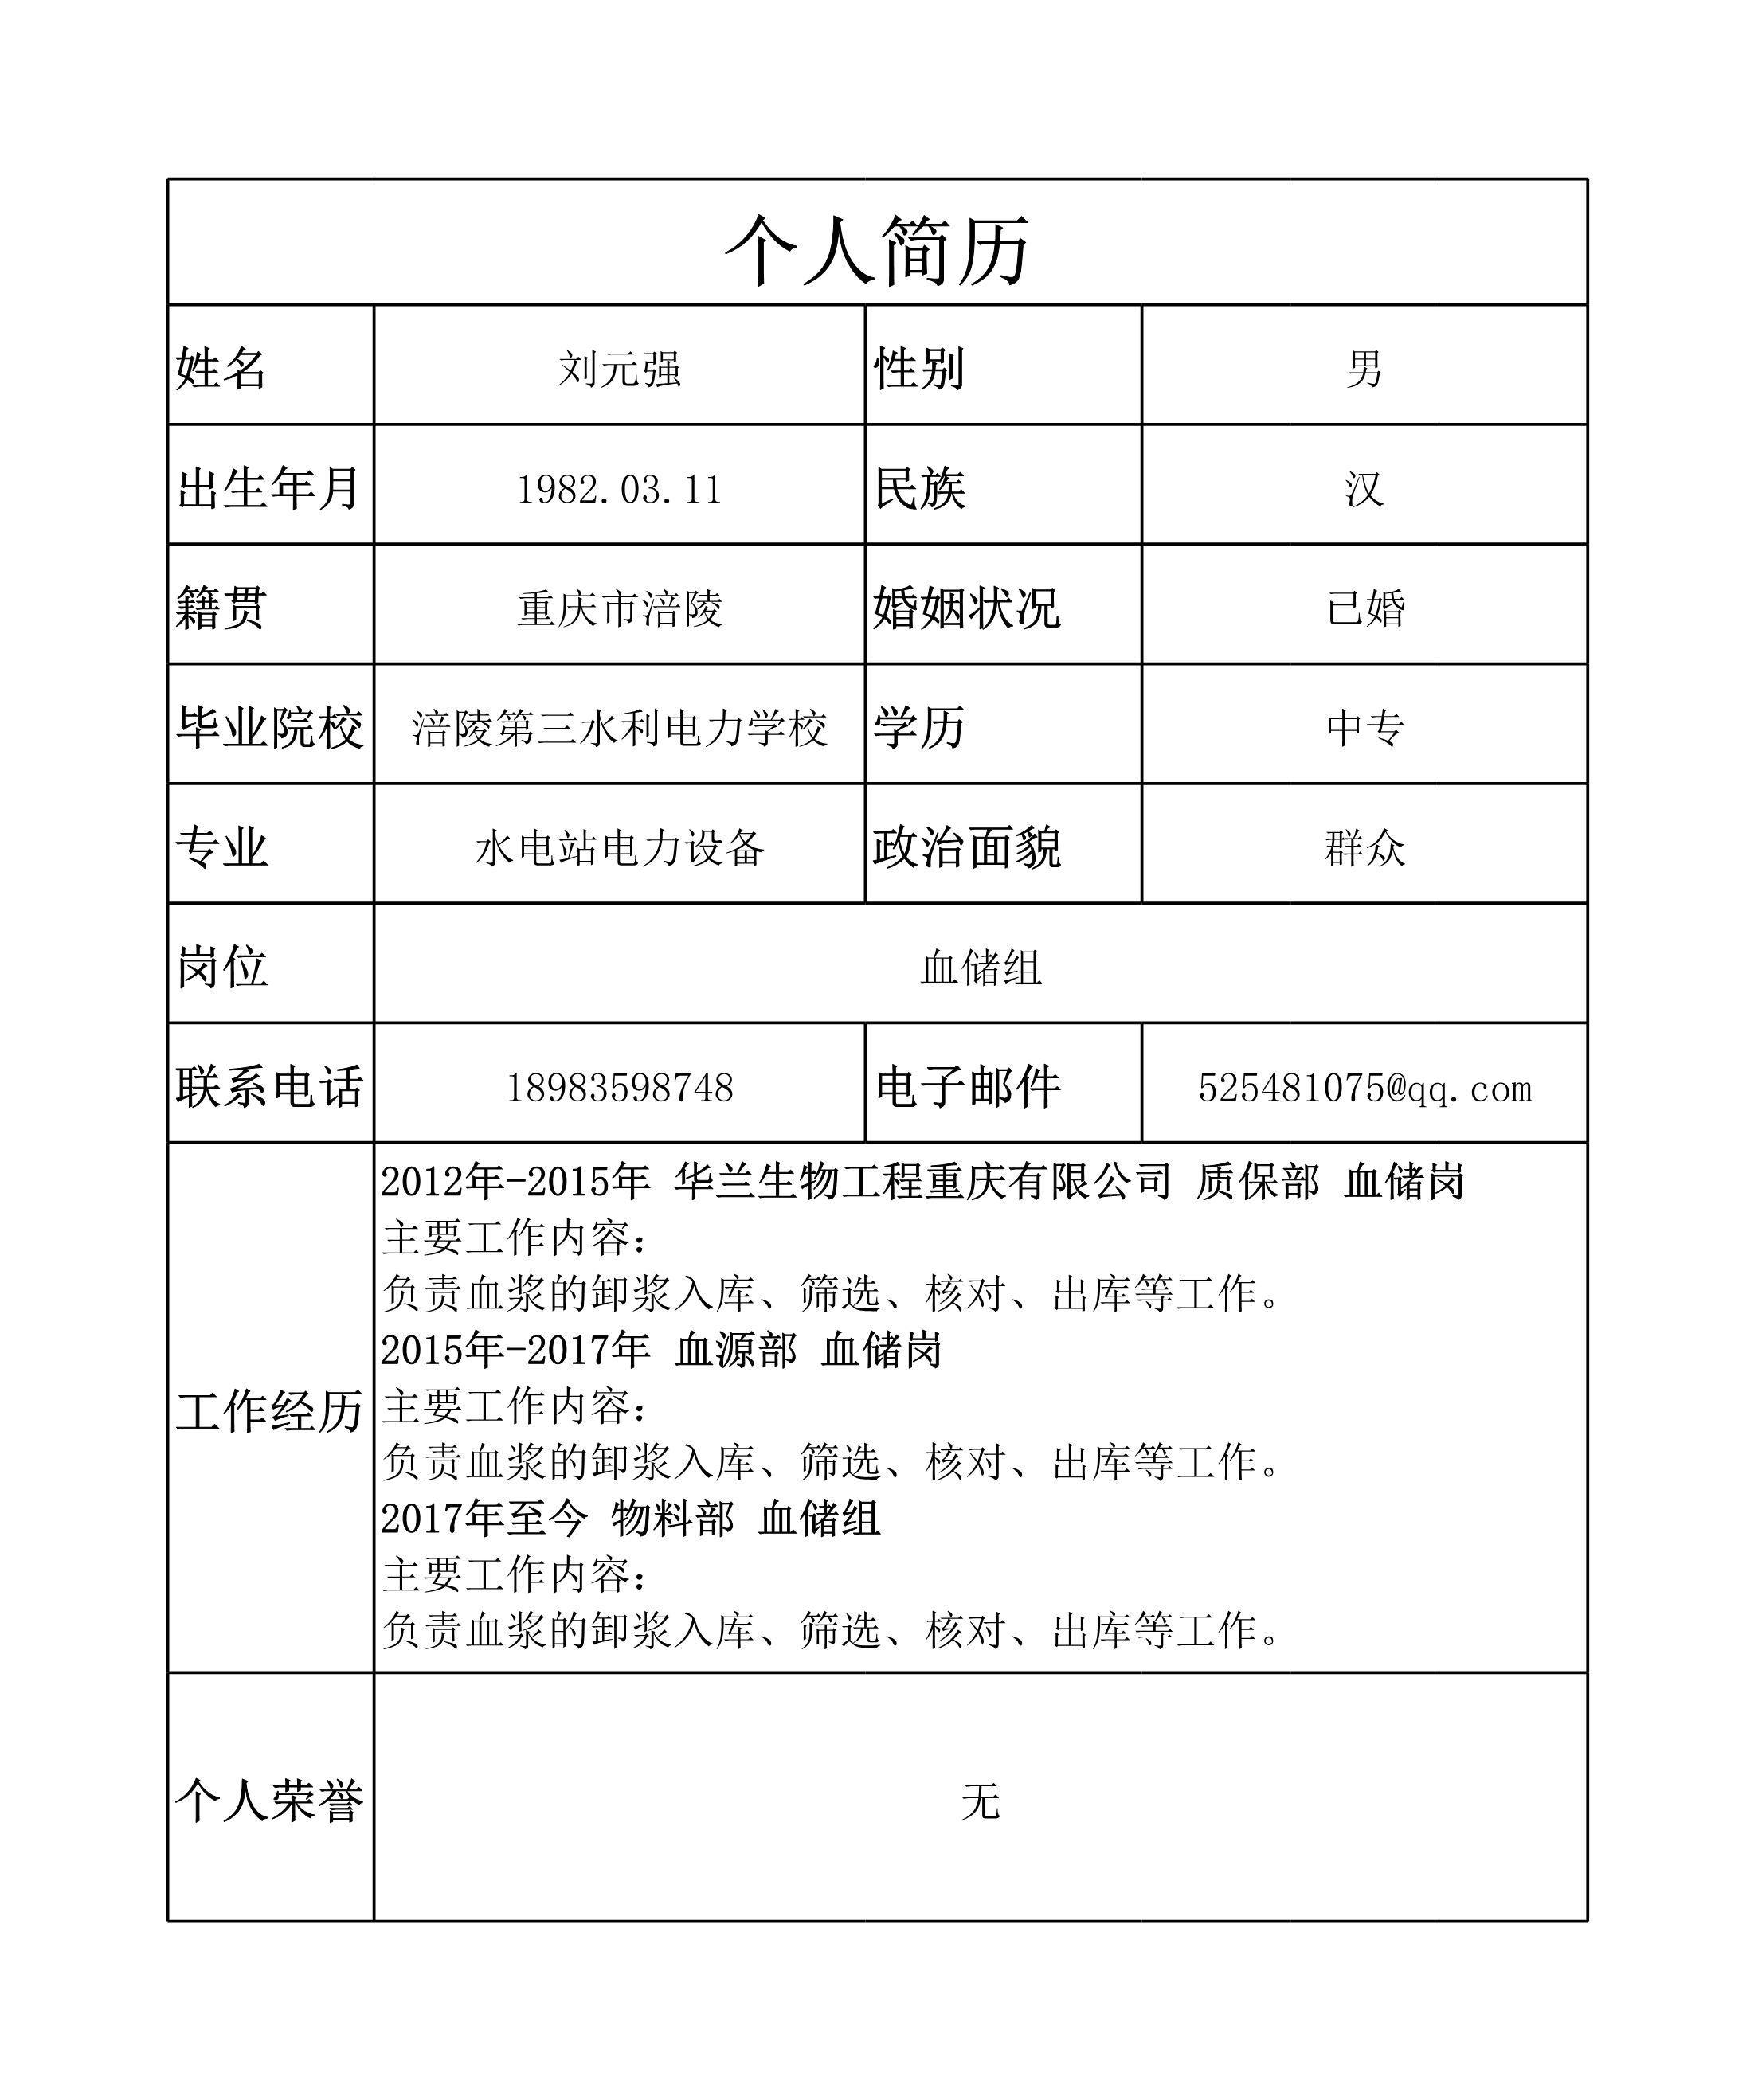 个人简历
姓名 刘元强 性别 男
出生年月 1982.03.11 民族 汉
籍贯 重庆市涪陵 婚姻状况 已婚
毕业院校 涪陵第三水利电力学校 学历 中专
专业 水电站电力设备 政治面貌 群众
岗位 血储组
联系电话 18983598748 电子邮件 525481075@qq.com
工作经历
2012年-2015年 华兰生物工程重庆有限公司 质保部 血储岗
主要工作内容：
负责血浆的卸浆入库、筛选、核对、出库等工作。
2015年-2017年 血源部 血储岗
主要工作内容：
负责血浆的卸浆入库、筛选、核对、出库等工作。
2017年至今 物料部 血储组
主要工作内容：
负责血浆的卸浆入库、筛选、核对、出库等工作。
个人荣誉 无